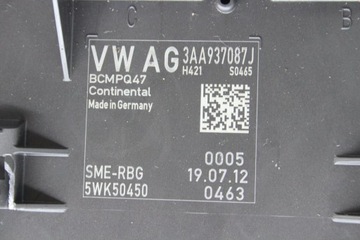 VW AG 3AA937087J
H421 S0465
BCMPQ47
Continental
Made in Germany
0005
SME-RBG 19.07.12
5WK50450 0463